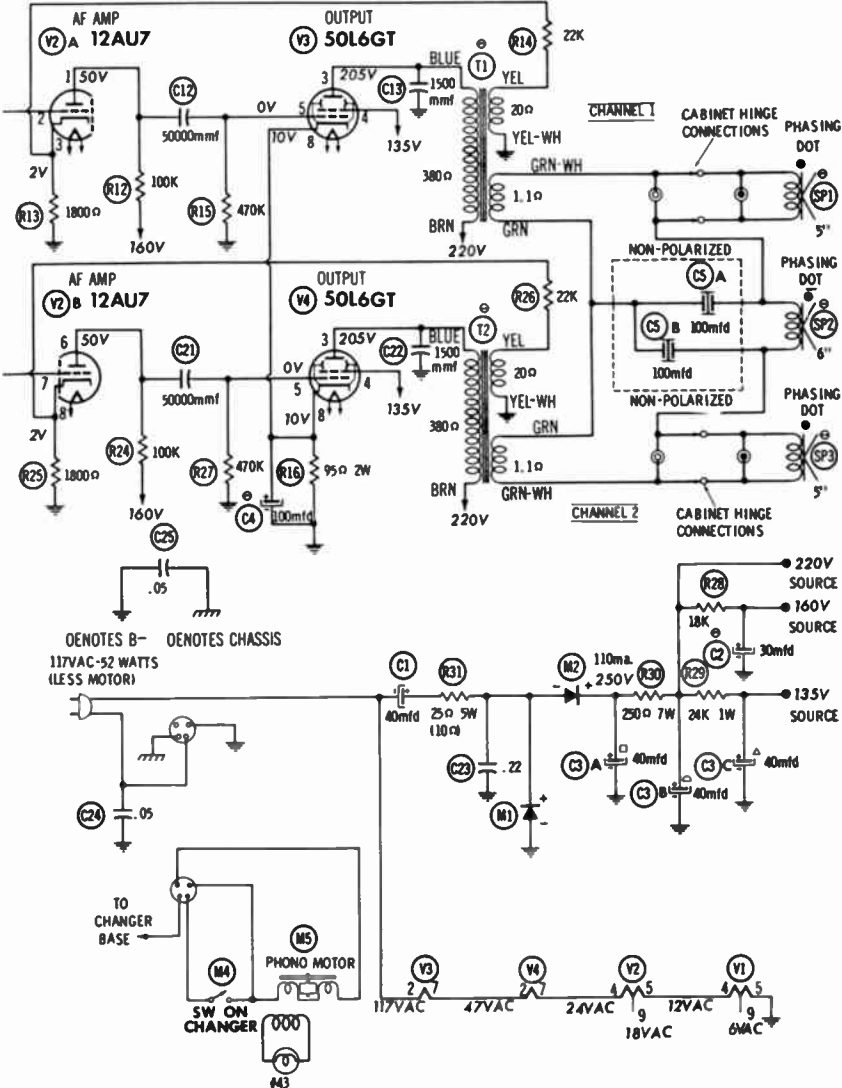 AF AMP
V2 A 12AU7
OUTPUT
V3 50L6GT
R14
22K
1
50V
C12
3
205V
BLUE
T1
YEL
C13
1500
mmf
20Ω
YEL-WH
CHANNEL 1
CABINET HINGE
CONNECTIONS
PHASING
DOT
2
3
50000mmf
0V
5
4
10V
8
135V
2V
R13
1800Ω
R12
100K
160V
R15
470K
380Ω
GRN-WH
1.1Ω
BRN
220V
GRN
SP1
5"
AF AMP
V2 B 12AU7
OUTPUT
V4 50L6GT
R26
22K
NON-POLARIZED
C5 A
100mfd
C5 B
100mfd
NON-POLARIZED
PHASING
DOT
SP2
6"
6
50V
C21
3
205V
BLUE
T2
YEL
C22
1500
mmf
20Ω
YEL-WH
7
8
50000mmf
0V
5
4
10V
8
135V
2V
R25
1800Ω
R24
100K
160V
R27
470K
R16
95Ω 2W
C4
100mfd
380Ω
GRN
1.1Ω
BRN
220V
GRN-WH
PHASING
DOT
SP3
5"
CHANNEL 2
CABINET HINGE
CONNECTIONS
C25
.05
DENOTES B-
DENOTES CHASSIS
117VAC-52 WATTS
(LESS MOTOR)
C1
40mfd
R31
25Ω 5W
(10Ω)
C23
.22
M2
- +
M1
+
-
110ma.
250V
R30
250Ω 7W
R28
18K
R29
24K 1W
C2
30mfd
C3 A
40mfd
C3 B
40mfd
C3 C
40mfd
220V
SOURCE
160V
SOURCE
135V
SOURCE
C24
.05
TO
CHANGER
BASE
M4
SW ON
CHANGER
M5
PHONO MOTOR
#43
V3
2 7
117VAC
V4
2 7
47VAC
V2
4 5
24VAC
9
18VAC
V1
4 5
12VAC
9
6VAC